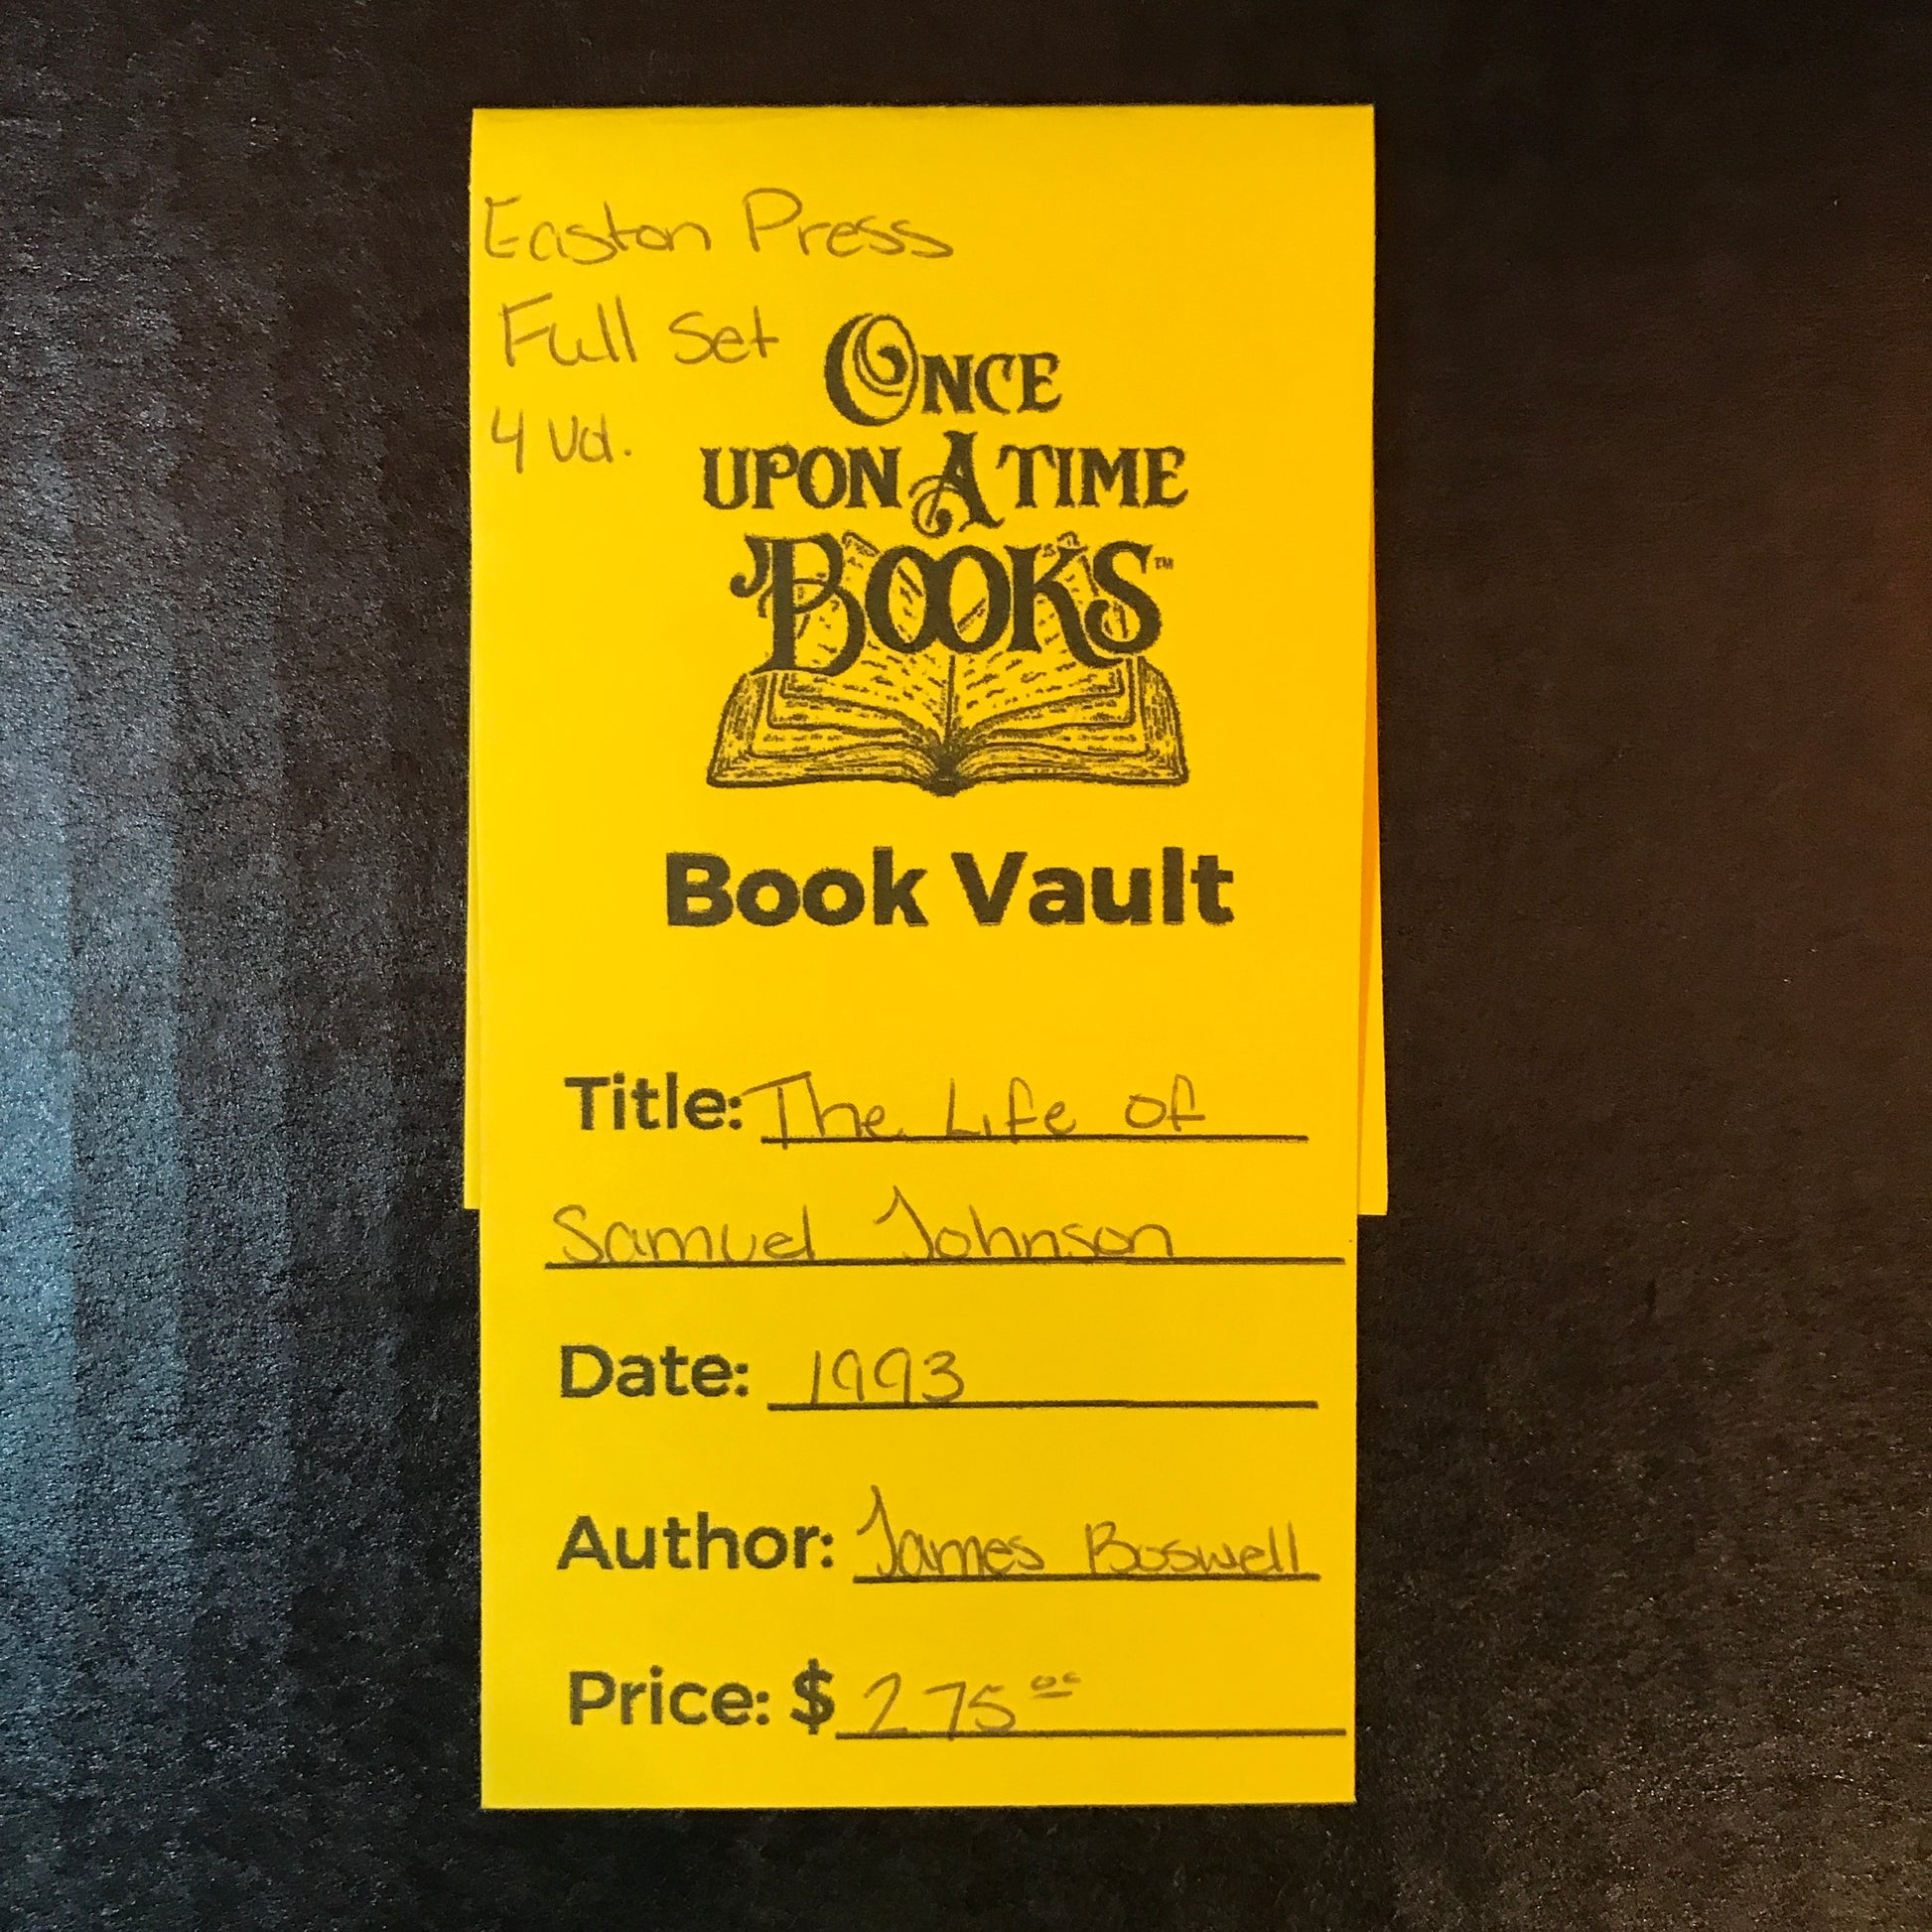 Easton Press
Full Set
4 Vol.
ONCE
UPON A TIME
BOOKS™
Book Vault
Title: The Life of
Samuel Johnson
Date: 1993
Author: James Boswell
Price: $ 275 00